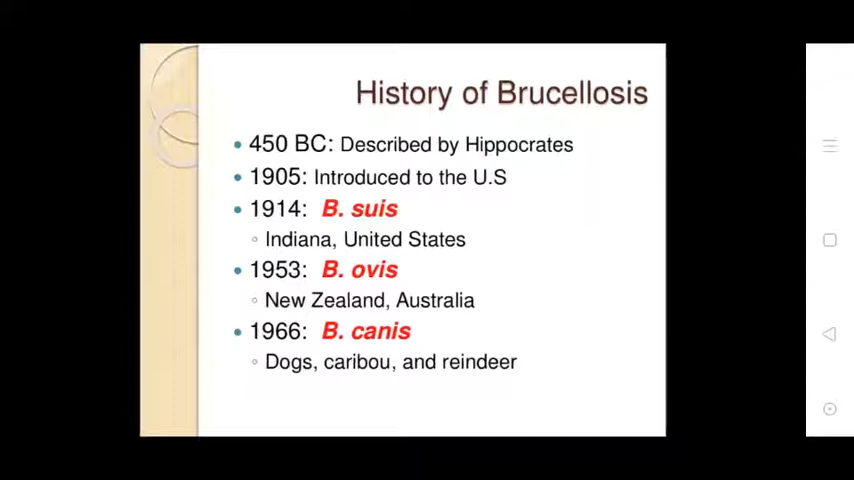 History of Brucellosis
• 450 BC: Described by Hippocrates
• 1905: Introduced to the U.S
• 1914: B. suis
◦ Indiana, United States
• 1953: B. ovis
◦ New Zealand, Australia
• 1966: B. canis
◦ Dogs, caribou, and reindeer